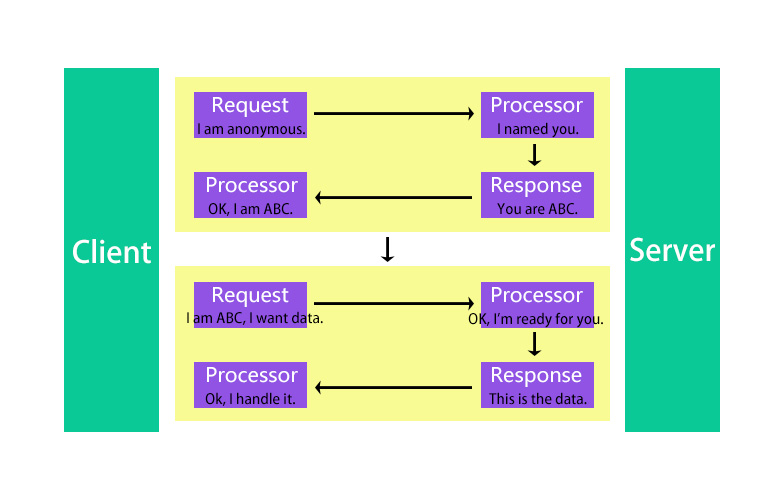 Client
Request
I am anonymous.
Processor
I named you.
Processor
OK, I am ABC.
Response
You are ABC.
Request
I am ABC, I want data.
Processor
OK, I’m ready for you.
Processor
Ok, I handle it.
Response
This is the data.
Server